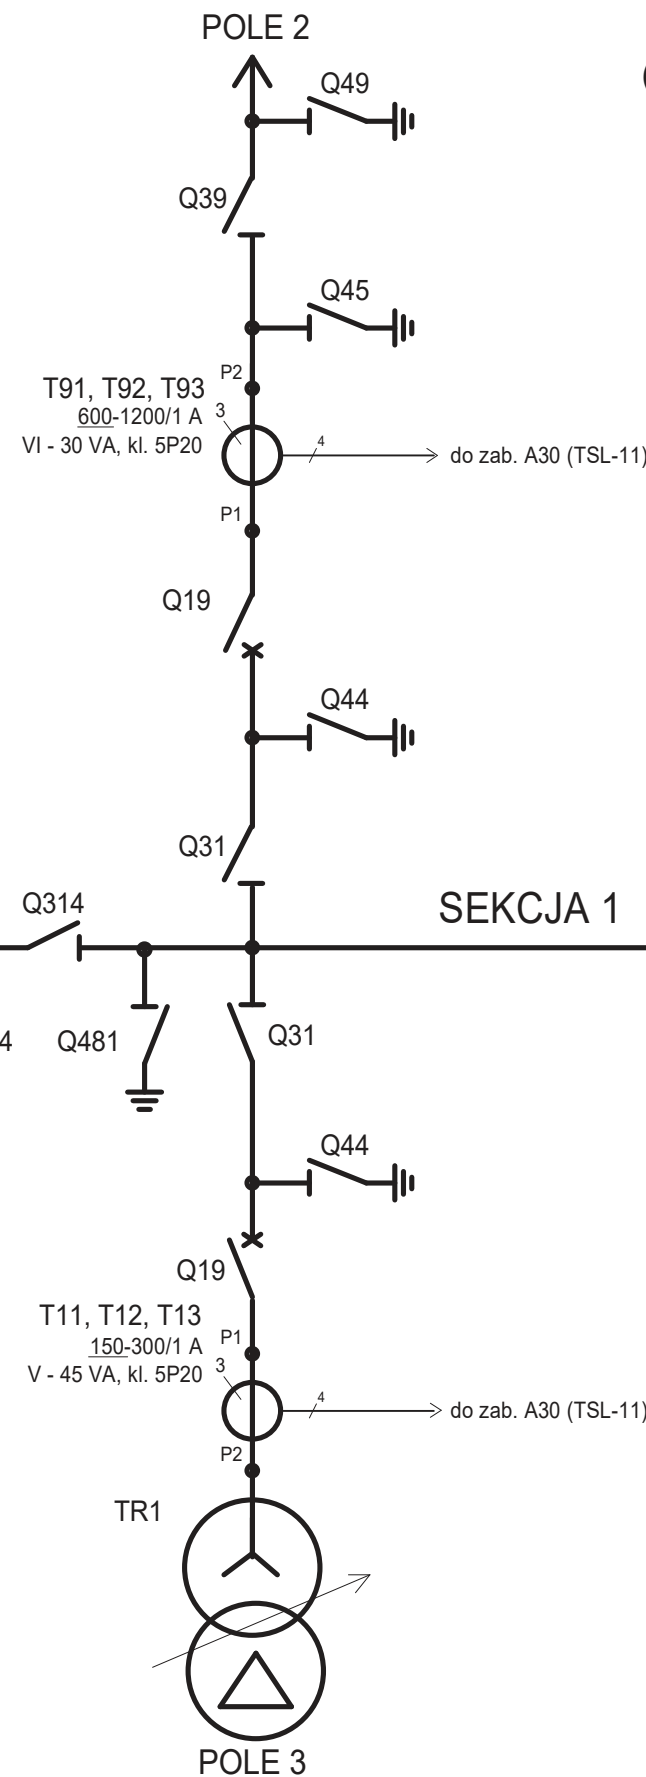 POLE 2
Q49
Q39
Q45
P2
T91, T92, T93
600-1200/1 A
3
VI - 30 VA, kl. 5P20
4
do zab. A30 (TSL-11)
P1
Q19
Q44
Q31
Q314
SEKCJA 1
4
Q481
Q31
Q44
Q19
T11, T12, T13
P1
150-300/1 A
3
V - 45 VA, kl. 5P20
4
do zab. A30 (TSL-11)
P2
TR1
POLE 3